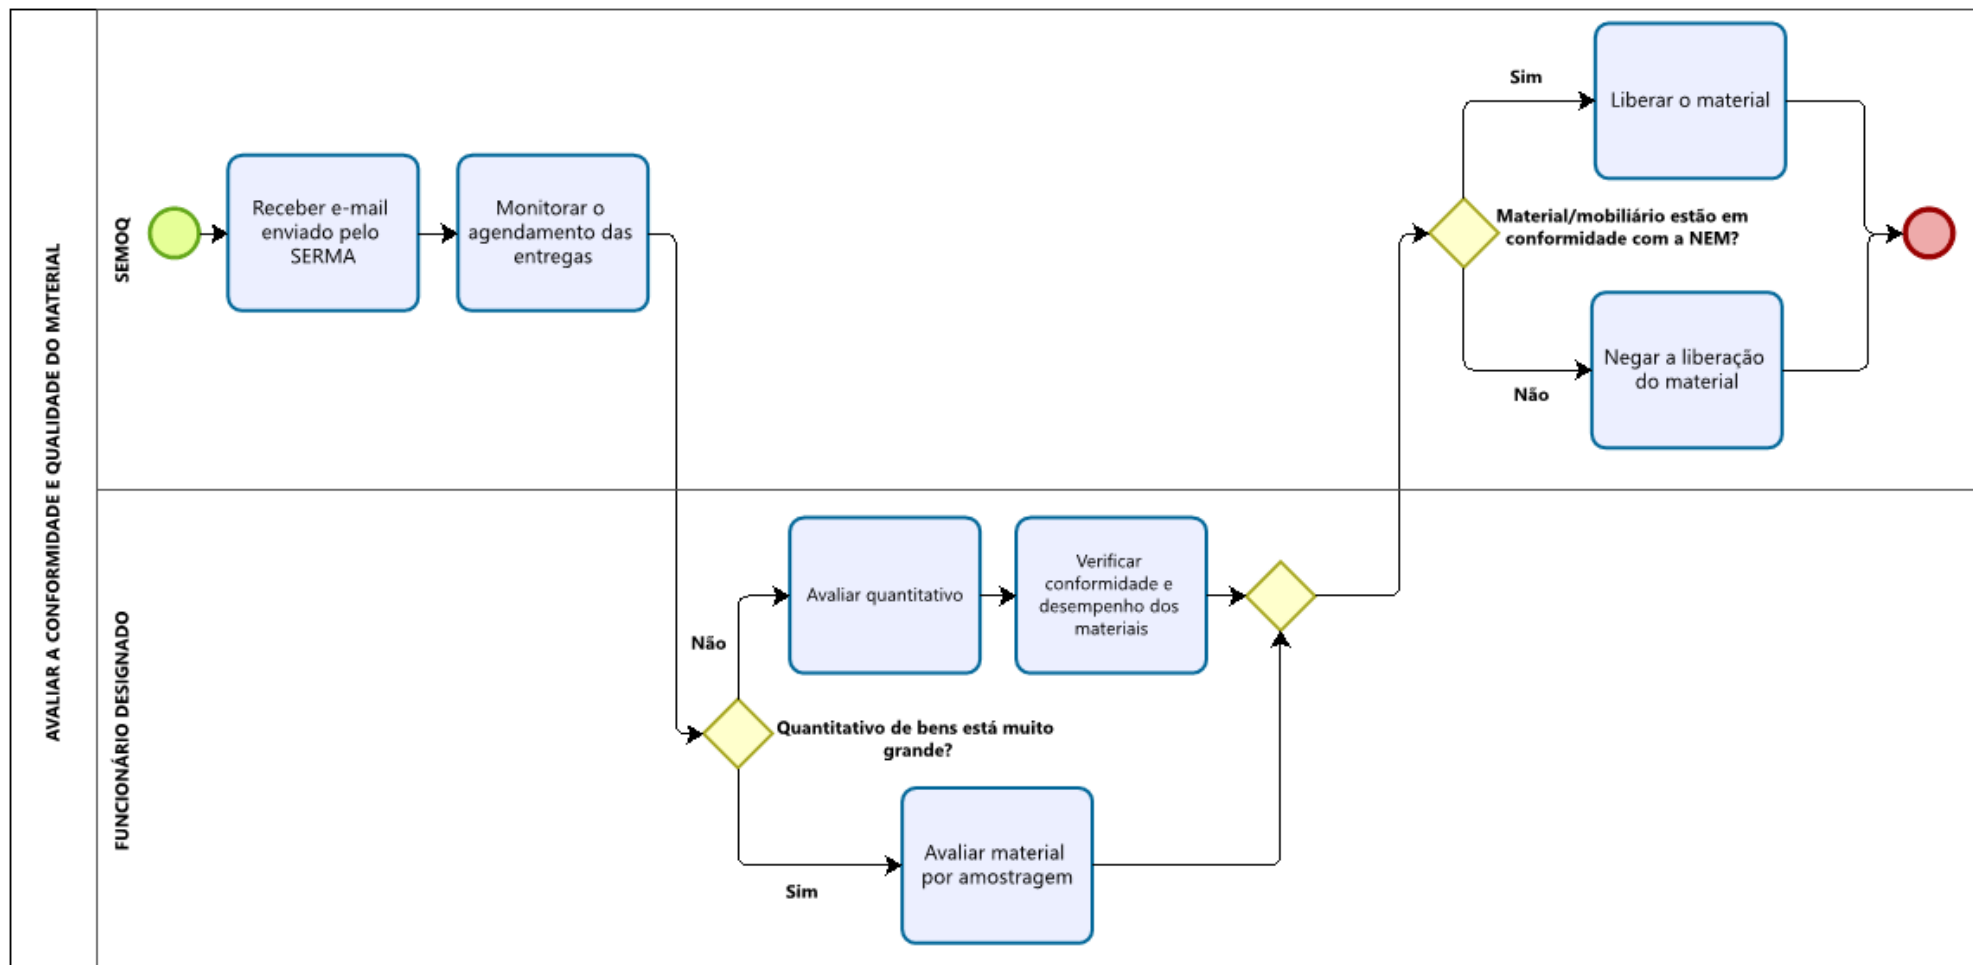 AVALIAR A CONFORMIDADE E QUALIDADE DO MATERIAL
SEMOQ
Receber e-mail
enviado pelo
SERMA
Monitorar o
agendamento das
entregas
Sim
Liberar o material
Material/mobiliário estão em
conformidade com a NEM?
Não
Negar a liberação
do material
FUNCIONÁRIO DESIGNADO
Não
Avaliar quantitativo
Verificar
conformidade e
desempenho dos
materiais
Quantitativo de bens está muito
grande?
Sim
Avaliar material
por amostragem